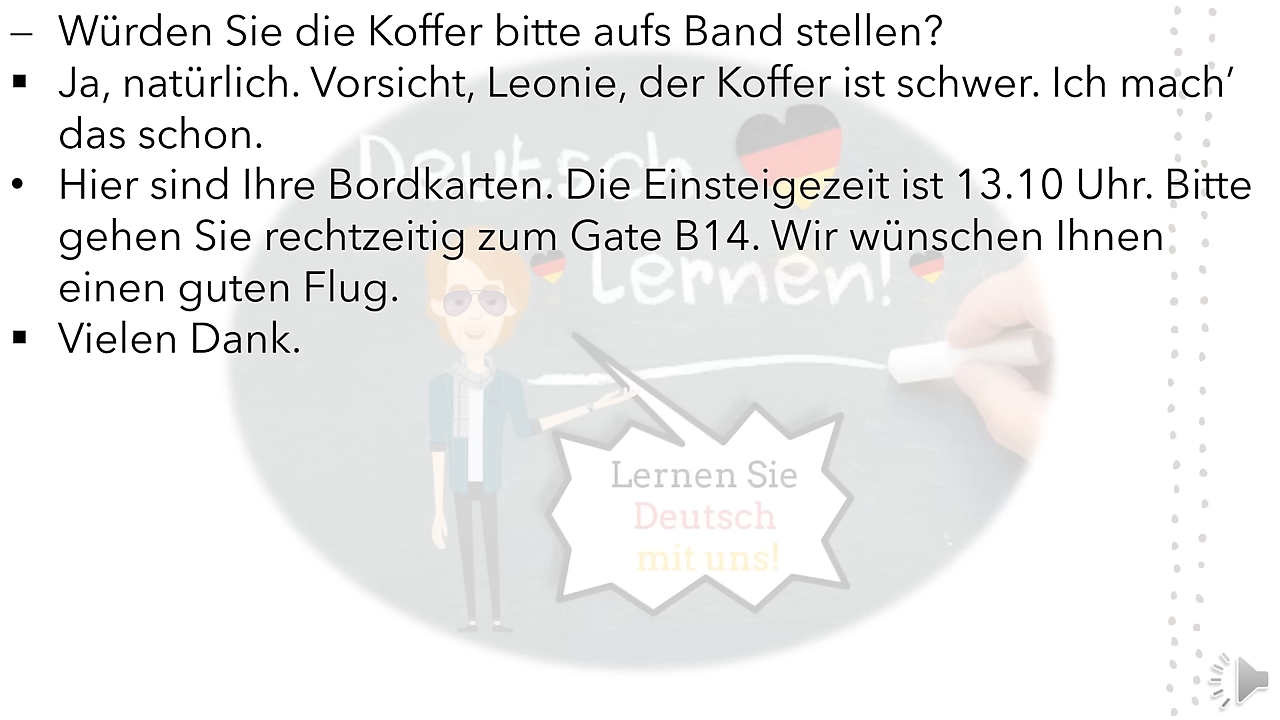 – Würden Sie die Koffer bitte aufs Band stellen?
▪ Ja, natürlich. Vorsicht, Leonie, der Koffer ist schwer. Ich mach’
das schon.
• Hier sind Ihre Bordkarten. Die Einsteigezeit ist 13.10 Uhr. Bitte
gehen Sie rechtzeitig zum Gate B14. Wir wünschen Ihnen
einen guten Flug.
▪ Vielen Dank.
Deutsch
Lernen!
Lernen Sie
Deutsch
mit uns!